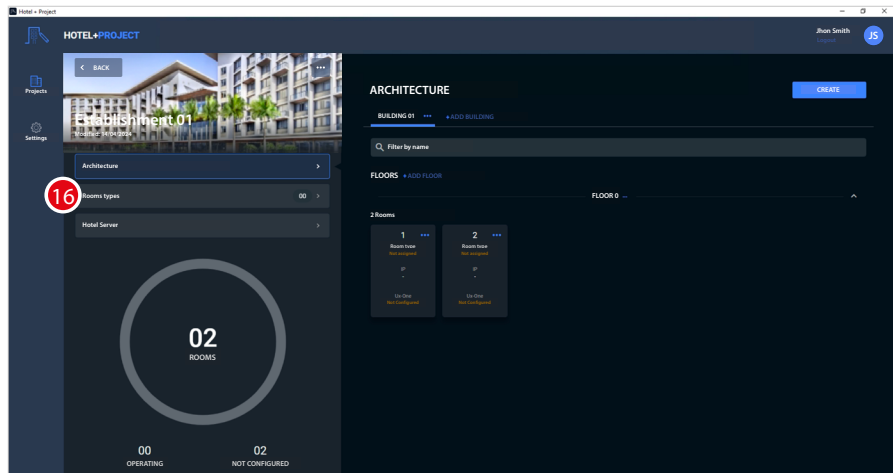 Hotel + Project
HOTEL+PROJECT
Jhon Smith
Logout
JS
Projects
Settings
BACK
Establishment 01
Modified: 14/04/2024
Architecture
16
Rooms types
00
Hotel Server
02
ROOMS
00
OPERATING
02
NOT CONFIGURED
ARCHITECTURE
CREATE
BUILDING 01
+ADD BUILDING
Filter by name
FLOORS +ADD FLOOR
FLOOR 0
2 Rooms
1
Room type
Not assigned
IP
-
Us-One
Not Configured
2
Room type
Not assigned
IP
-
Us-One
Not Configured